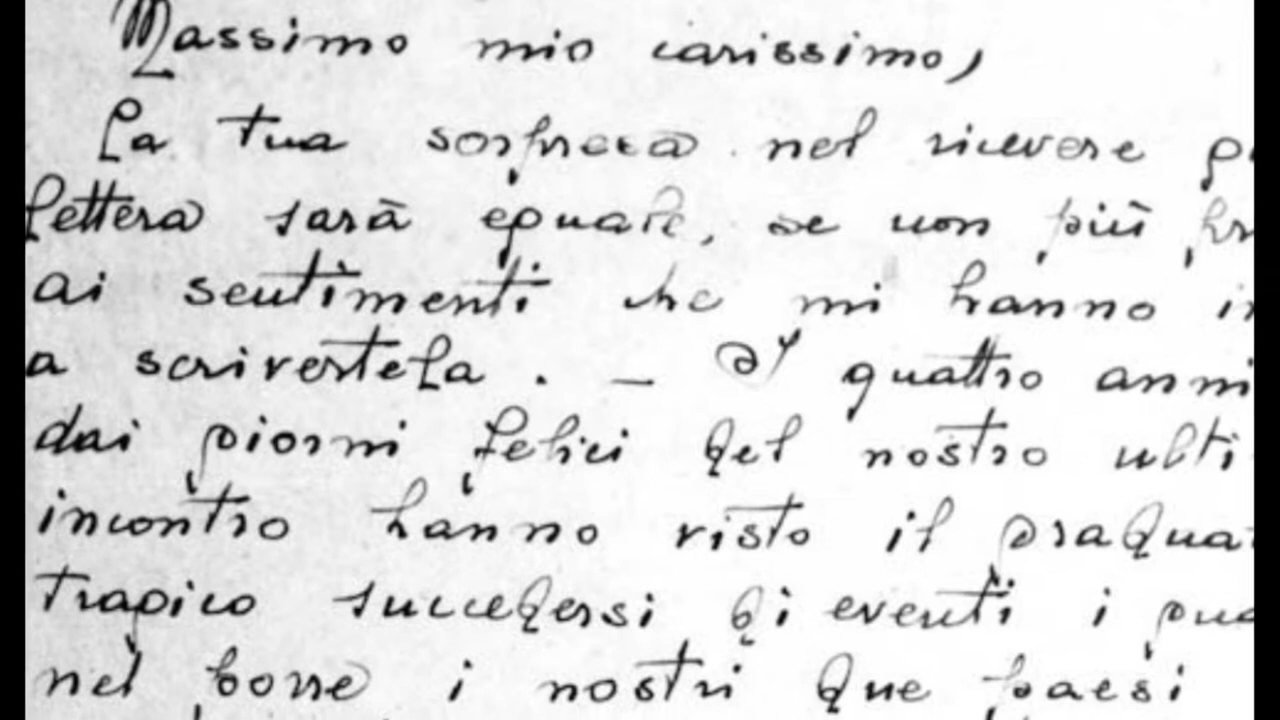 Massimo mio carissimo,
La tua sorpresa nel ricevere
lettera sarà eguale, se non più
ai sentimenti che mi hanno
a scrivertela. - I quattro anni
dai giorni felici del nostro ulti
incontro hanno visto il
tragico succedersi di eventi i
nel porre i nostri due paesi